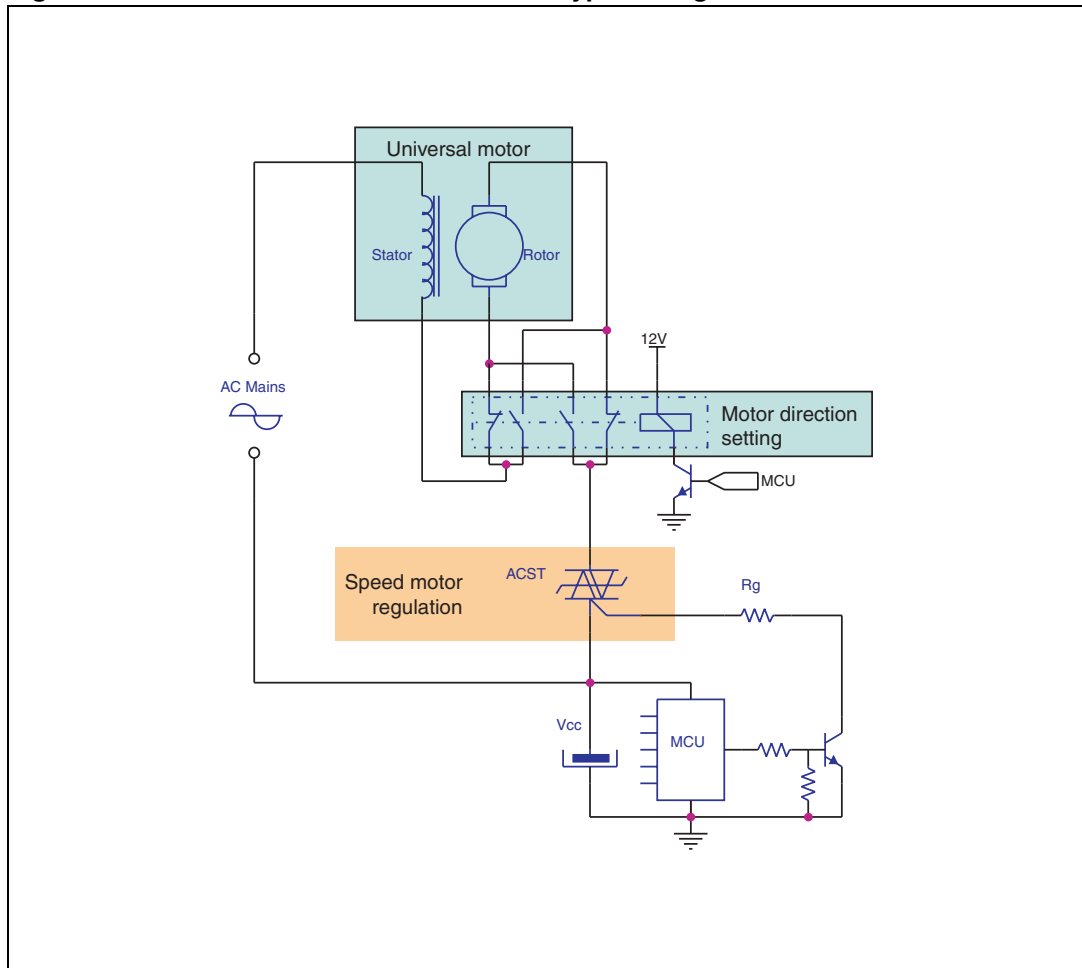 Universal motor
Stator
Rotor
12V
AC Mains
Motor direction
setting
MCU
ACST
Speed motor
regulation
Rg
Vcc
MCU